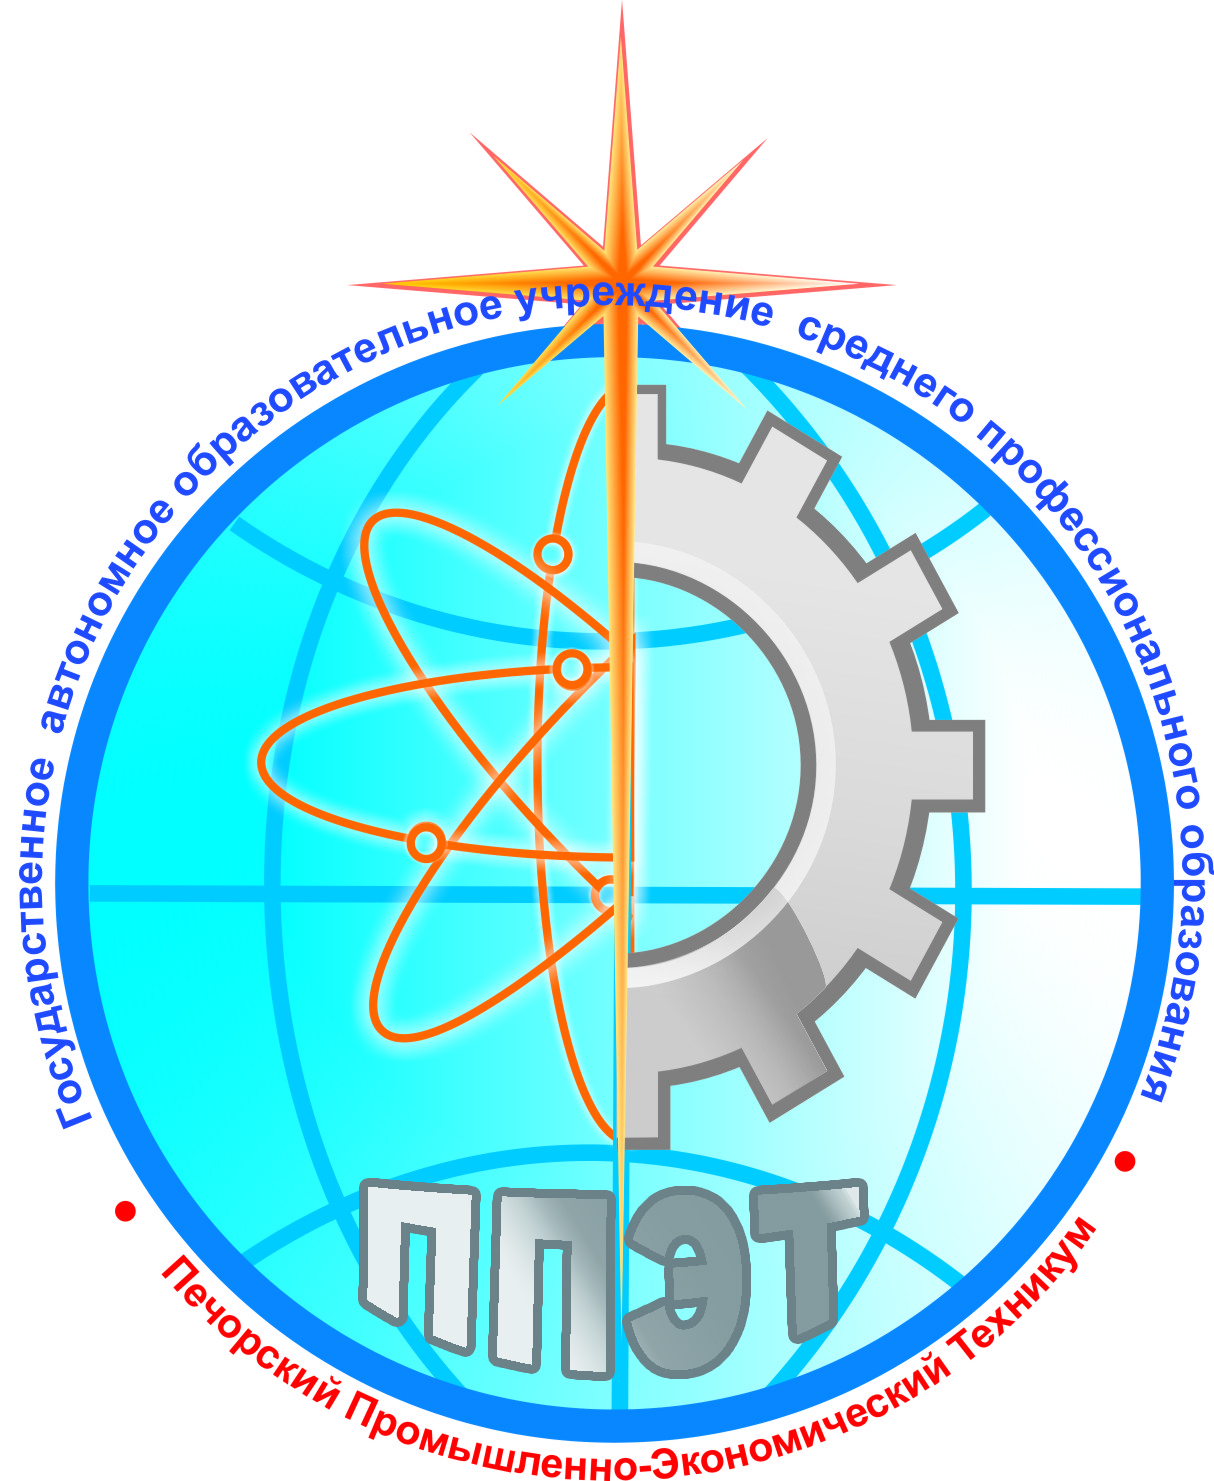 Государственное автономное образовательное учреждение среднего профессионального образования
ППЭТ
Печорский Промышленно-Экономический Техникум